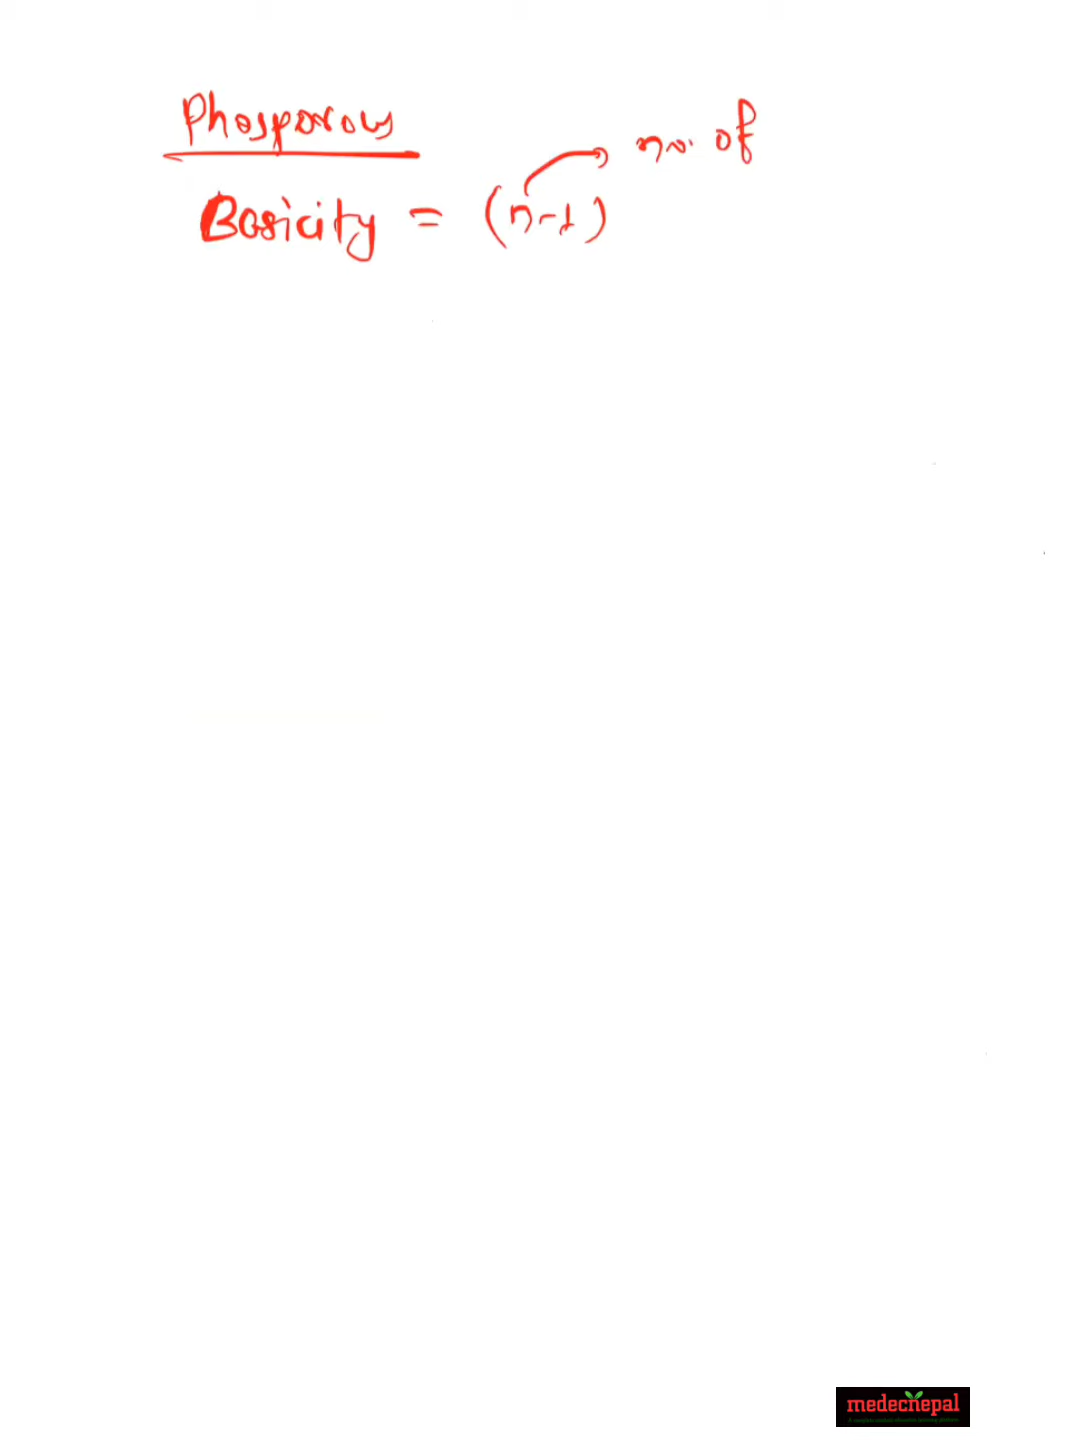 Phosporous
no. of
Basicity = (n-1)
medecnepal